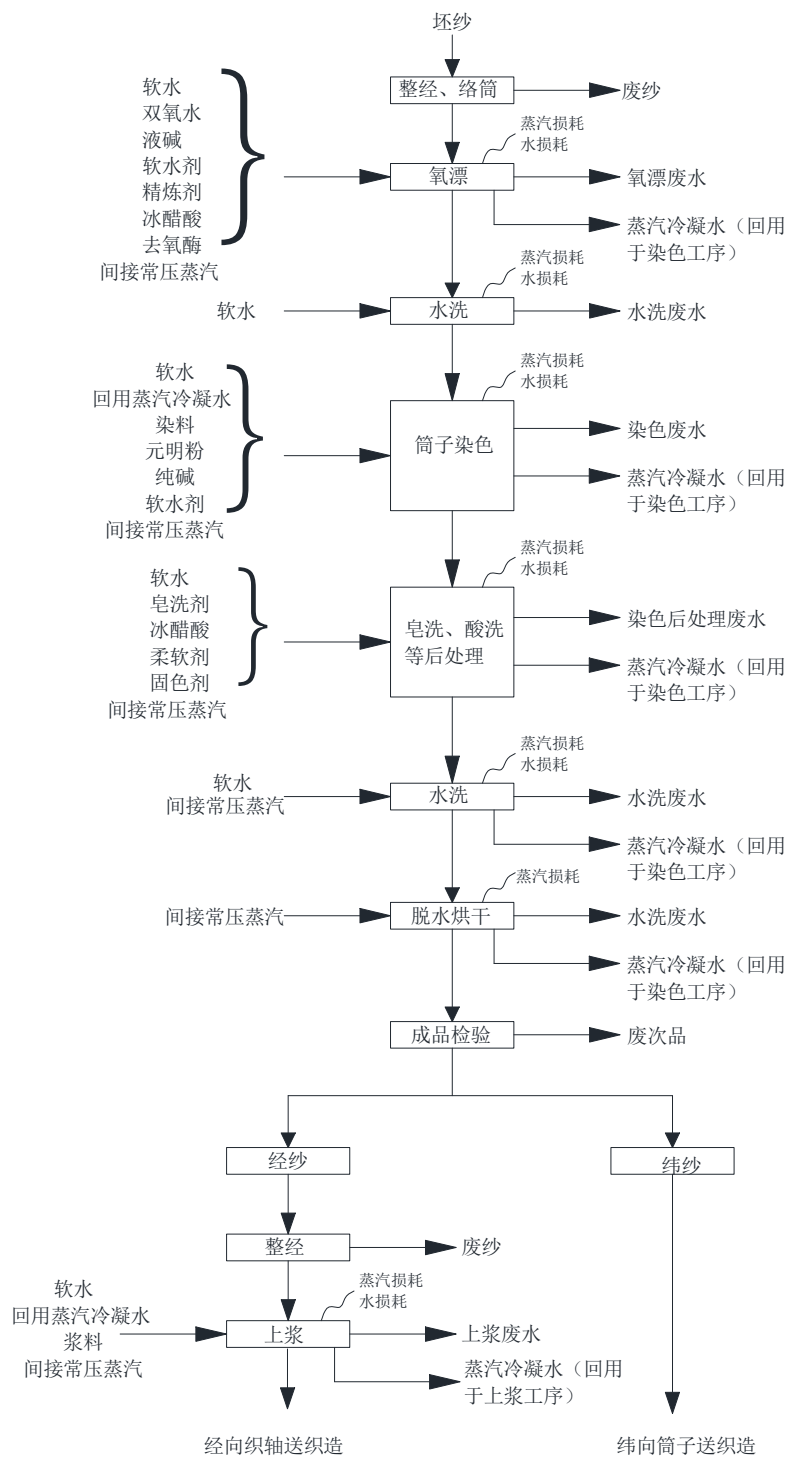 坯纱
整经、络筒
废纱
软水
双氧水
液碱
软水剂
精炼剂
冰醋酸
去氧酶
间接常压蒸汽
蒸汽损耗
水损耗
氧漂
氧漂废水
蒸汽冷凝水（回用
于染色工序）
蒸汽损耗
水损耗
软水
水洗
水洗废水
蒸汽损耗
水损耗
软水
回用蒸汽冷凝水
染料
元明粉
纯碱
软水剂
间接常压蒸汽
筒子染色
染色废水
蒸汽冷凝水（回用
于染色工序）
蒸汽损耗
水损耗
软水
皂洗剂
冰醋酸
柔软剂
固色剂
间接常压蒸汽
皂洗、酸洗
等后处理
染色后处理废水
蒸汽冷凝水（回用
于染色工序）
蒸汽损耗
水损耗
软水
间接常压蒸汽
水洗
水洗废水
蒸汽冷凝水（回用
于染色工序）
蒸汽损耗
间接常压蒸汽
脱水烘干
水洗废水
蒸汽冷凝水（回用
于染色工序）
成品检验
废次品
经纱
纬纱
整经
废纱
蒸汽损耗
水损耗
软水
回用蒸汽冷凝水
浆料
间接常压蒸汽
上浆
上浆废水
蒸汽冷凝水（回用
于上浆工序）
经向织轴送织造
纬向筒子送织造